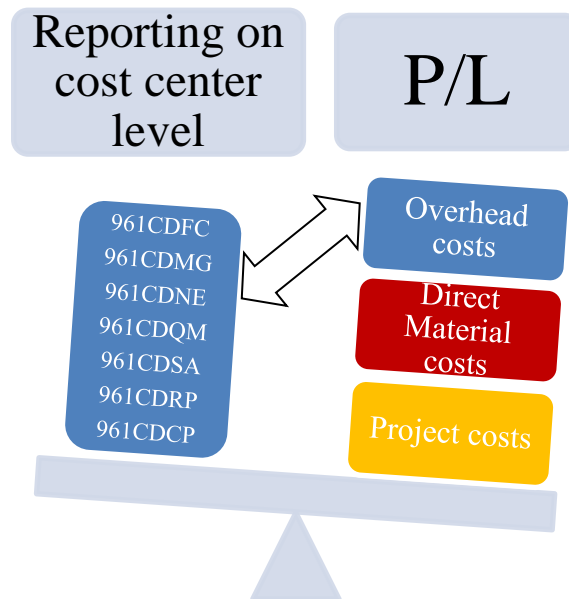 Reporting on
cost center
level
P/L
961CDFC
961CDMG
961CDNE
961CDQM
961CDSA
961CDRP
961CDCP
Overhead
costs
Direct
Material
costs
Project costs